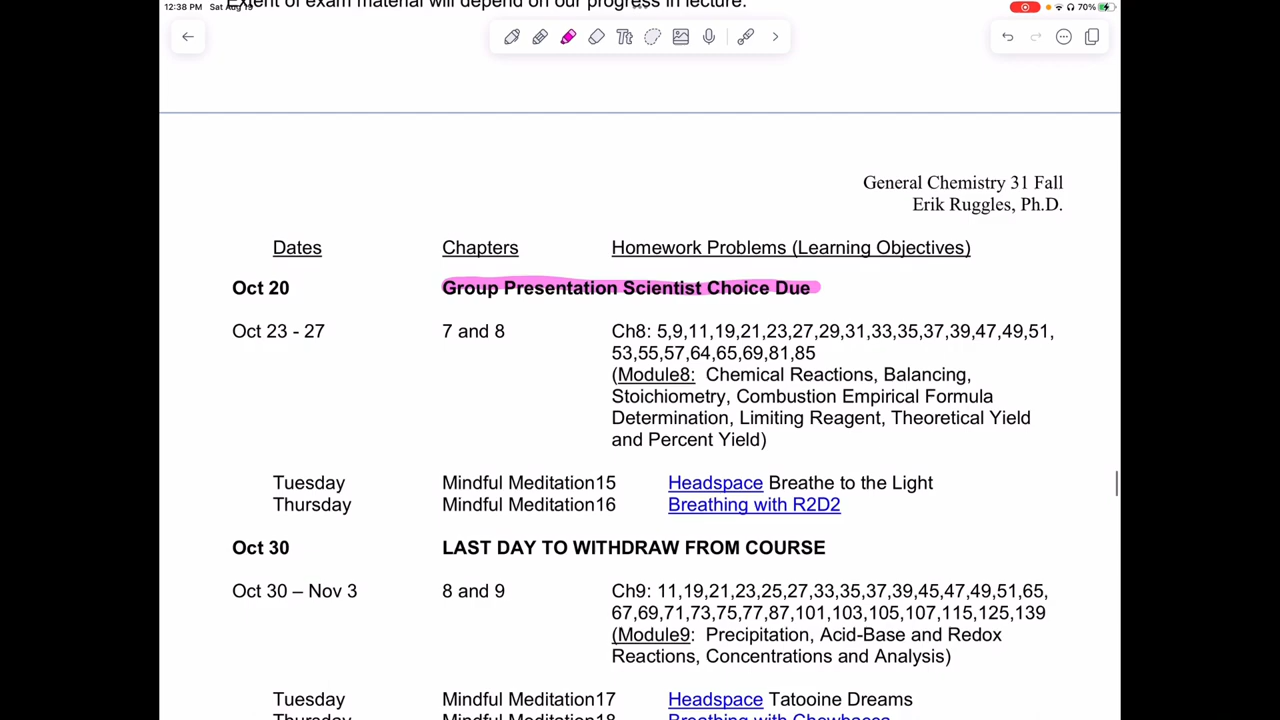 Extent of exam material will depend on our progress in lecture.
12:38 PM Sat Aug 19
70%
General Chemistry 31 Fall
Erik Ruggles, Ph.D.
Dates Chapters Homework Problems (Learning Objectives)
Oct 20 Group Presentation Scientist Choice Due
Oct 23 - 27 7 and 8 Ch8: 5,9,11,19,21,23,27,29,31,33,35,37,39,47,49,51,
53,55,57,64,65,69,81,85
(Module8: Chemical Reactions, Balancing,
Stoichiometry, Combustion Empirical Formula
Determination, Limiting Reagent, Theoretical Yield
and Percent Yield)
Tuesday Mindful Meditation15 Headspace Breathe to the Light
Thursday Mindful Meditation16 Breathing with R2D2
Oct 30 LAST DAY TO WITHDRAW FROM COURSE
Oct 30 – Nov 3 8 and 9 Ch9: 11,19,21,23,25,27,33,35,37,39,45,47,49,51,65,
67,69,71,73,75,77,87,101,103,105,107,115,125,139
(Module9: Precipitation, Acid-Base and Redox
Reactions, Concentrations and Analysis)
Tuesday Mindful Meditation17 Headspace Tatooine Dreams
Thursday Mindful Meditation18 Breathing with Chewbacca